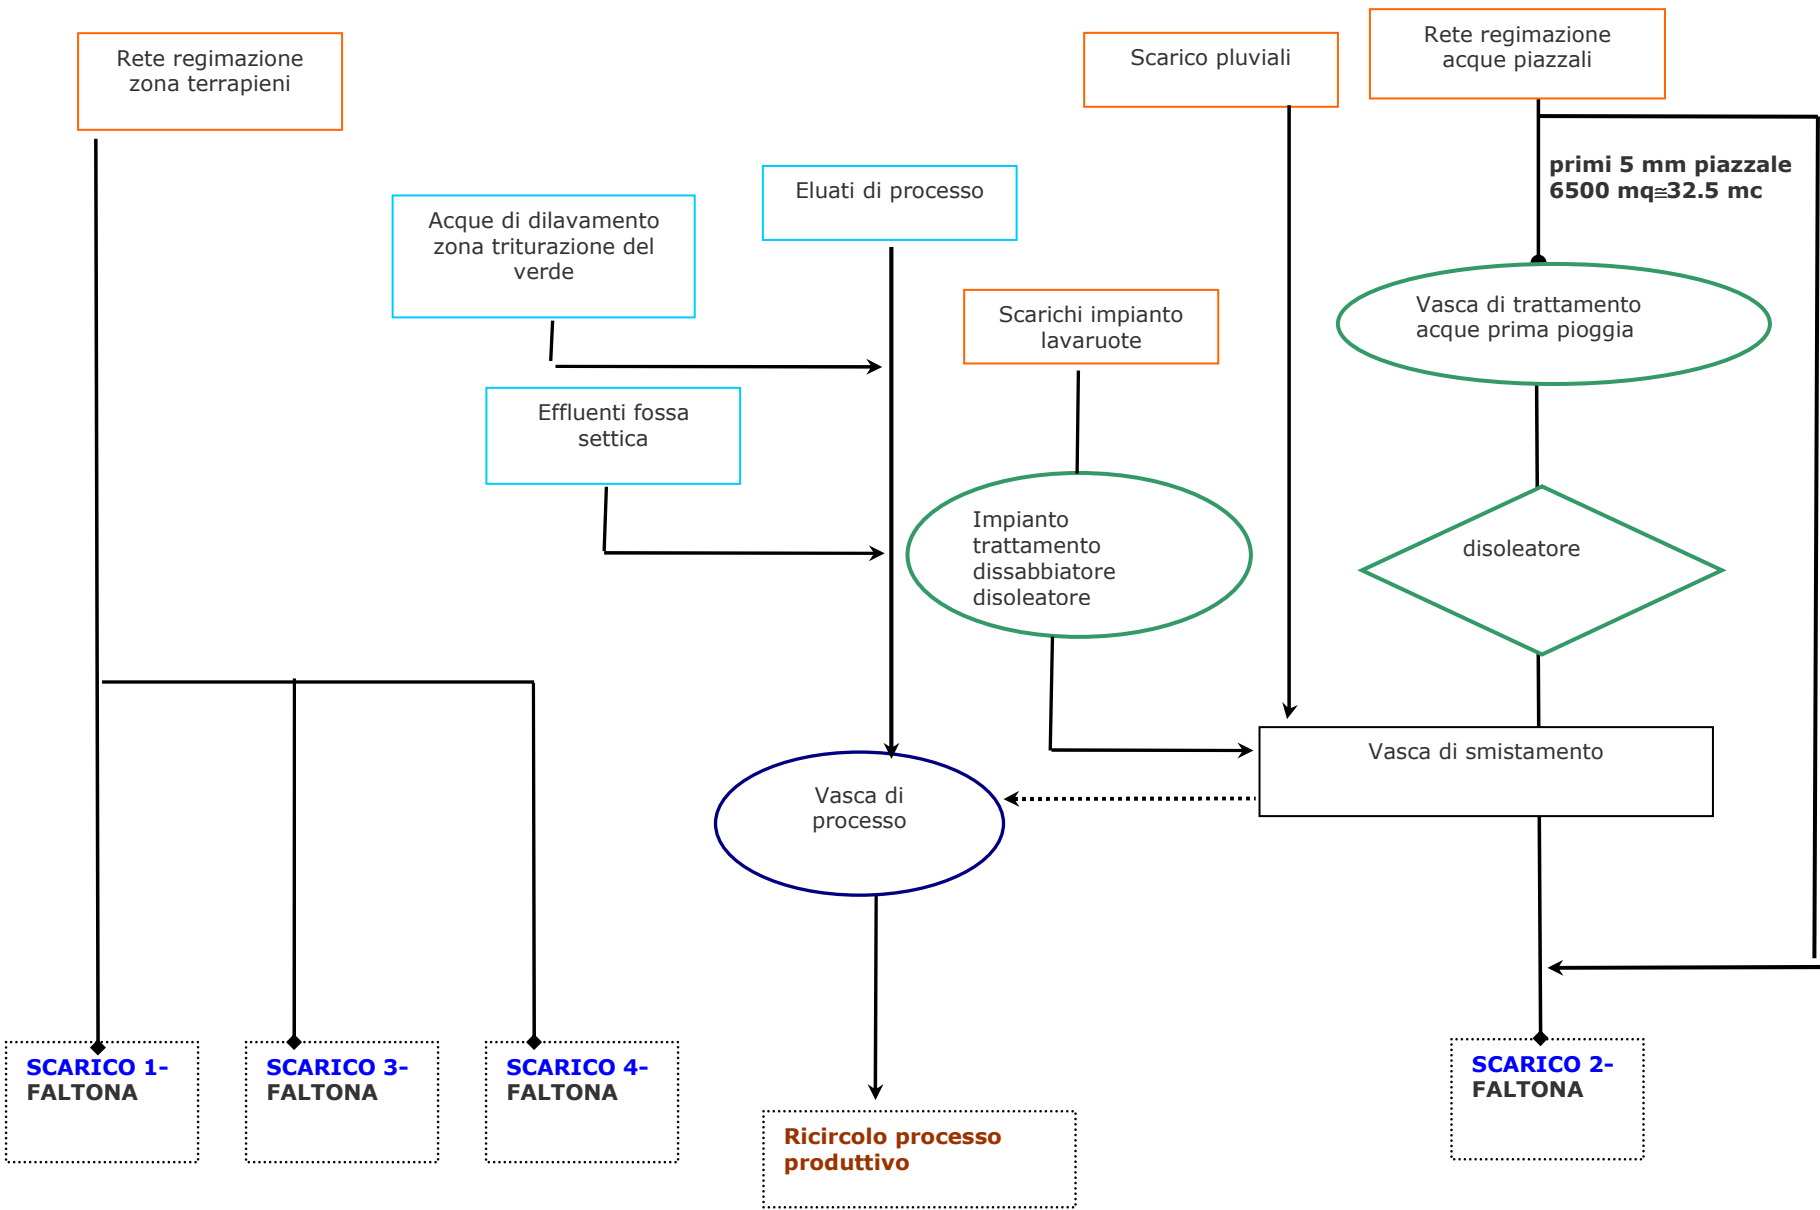 Rete regimazione
zona terrapieni
Scarico pluviali
Rete regimazione
acque piazzali
primi 5 mm piazzale
6500 mq≅32.5 mc
Eluati di processo
Acque di dilavamento
zona triturazione del
verde
Scarichi impianto
lavaruote
Vasca di trattamento
acque prima pioggia
Effluenti fossa
settica
Impianto
trattamento
dissabbiatore
disoleatore
disoleatore
Vasca di smistamento
Vasca di
processo
SCARICO 1-
FALTONA
SCARICO 3-
FALTONA
SCARICO 4-
FALTONA
SCARICO 2-
FALTONA
Ricircolo processo
produttivo